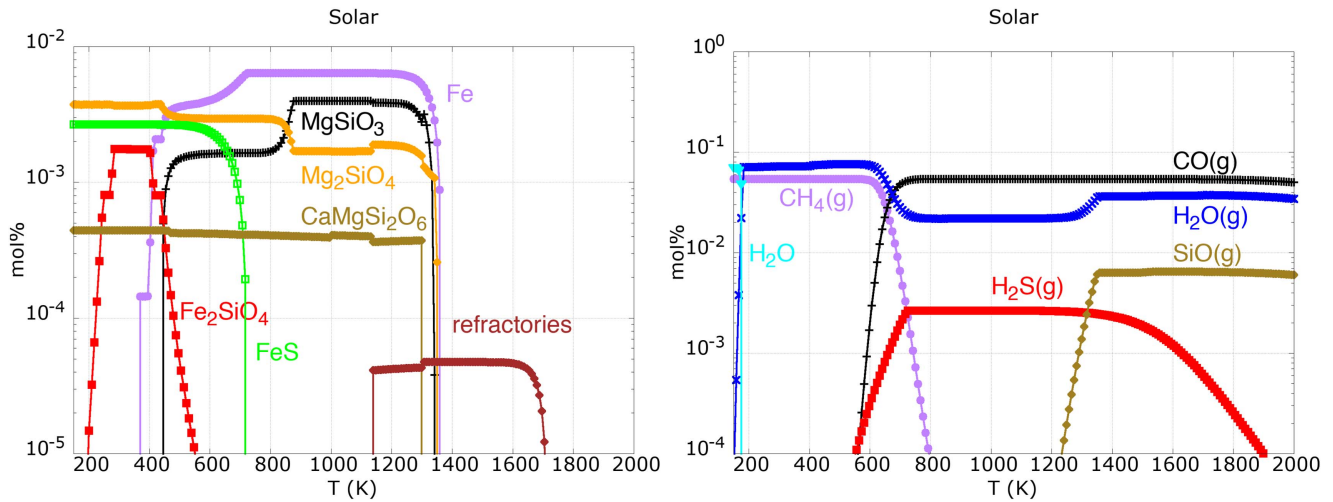 Solar
10⁻²
10⁻³
10⁻⁴
10⁻⁵
mol%
Fe
MgSiO₃
Mg₂SiO₄
CaMgSi₂O₆
Fe₂SiO₄
FeS
refractories
200 400 600 800 1000 1200 1400 1600 1800 2000
T (K)
Solar
10⁰
10⁻¹
10⁻²
10⁻³
10⁻⁴
mol%
CO(g)
CH₄(g)
H₂O(g)
H₂O
SiO(g)
H₂S(g)
200 400 600 800 1000 1200 1400 1600 1800 2000
T (K)